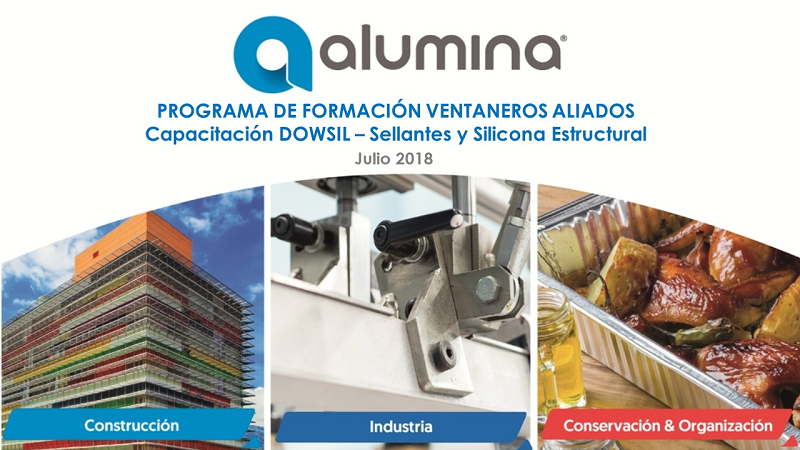 alumina®
PROGRAMA DE FORMACIÓN VENTANEROS ALIADOS
Capacitación DOWSIL – Sellantes y Silicona Estructural
Julio 2018
Construcción
Industria
Conservación & Organización